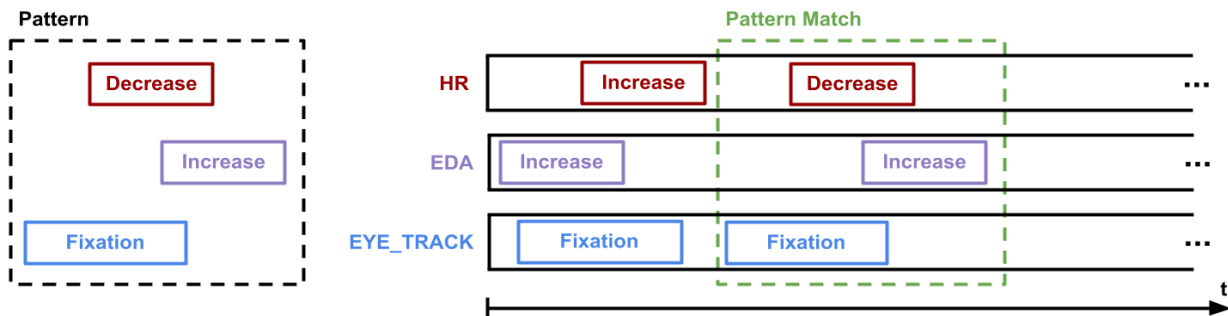 Pattern
Decrease
Increase
Fixation
Pattern Match
HR
Increase
Decrease
...
EDA
Increase
Increase
...
EYE_TRACK
Fixation
Fixation
...
t